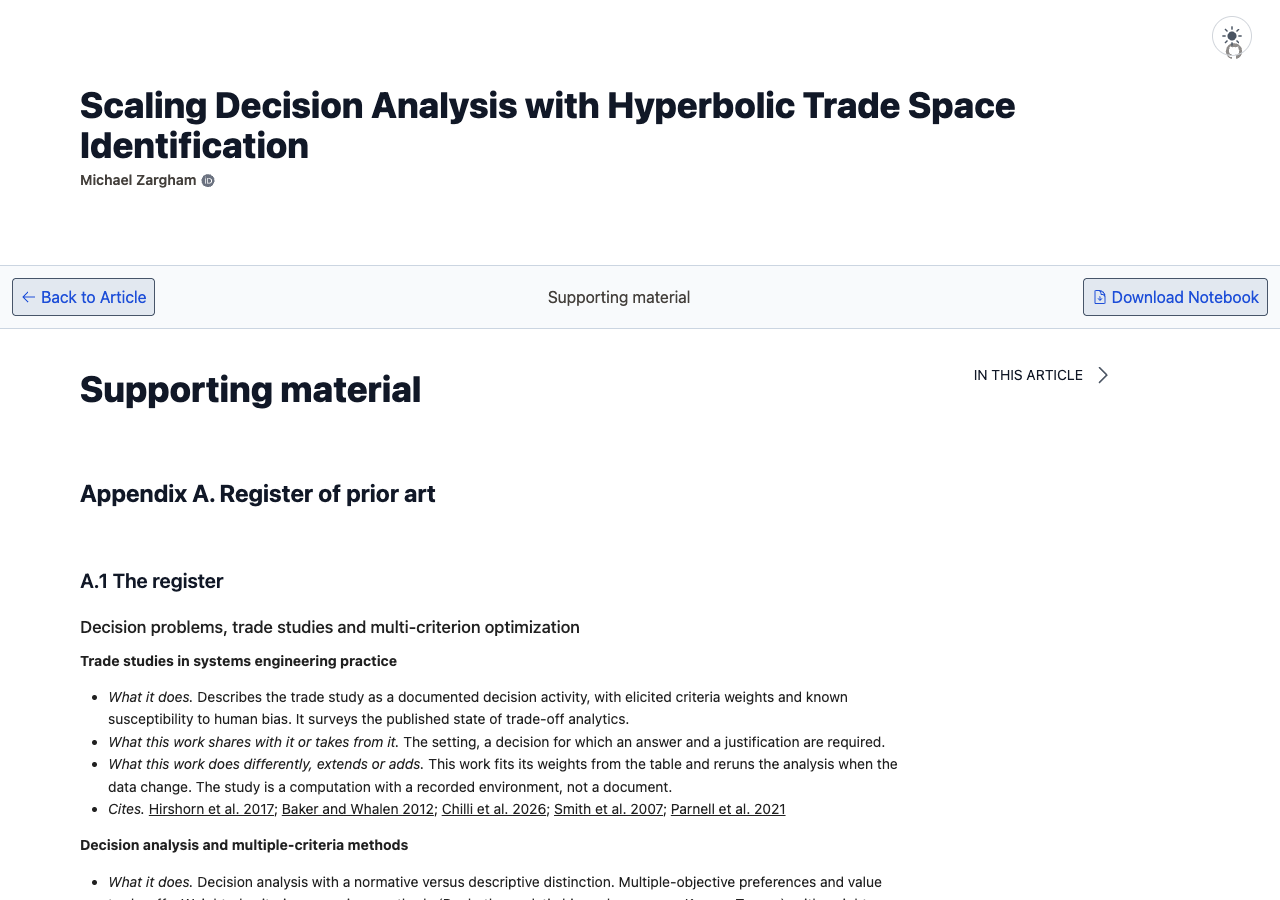 Scaling Decision Analysis with Hyperbolic Trade Space
Identification
Michael Zargham
Back to Article
Supporting material
Download Notebook
Supporting material
IN THIS ARTICLE
Appendix A. Register of prior art
A.1 The register
Decision problems, trade studies and multi-criterion optimization
Trade studies in systems engineering practice
What it does. Describes the trade study as a documented decision activity, with elicited criteria weights and known
susceptibility to human bias. It surveys the published state of trade-off analytics.
What this work shares with it or takes from it. The setting, a decision for which an answer and a justification are required.
What this work does differently, extends or adds. This work fits its weights from the table and reruns the analysis when the
data change. The study is a computation with a recorded environment, not a document.
Cites. Hirshorn et al. 2017; Baker and Whalen 2012; Chilli et al. 2026; Smith et al. 2007; Parnell et al. 2021
Decision analysis and multiple-criteria methods
What it does. Decision analysis with a normative versus descriptive distinction. Multiple-objective preferences and value